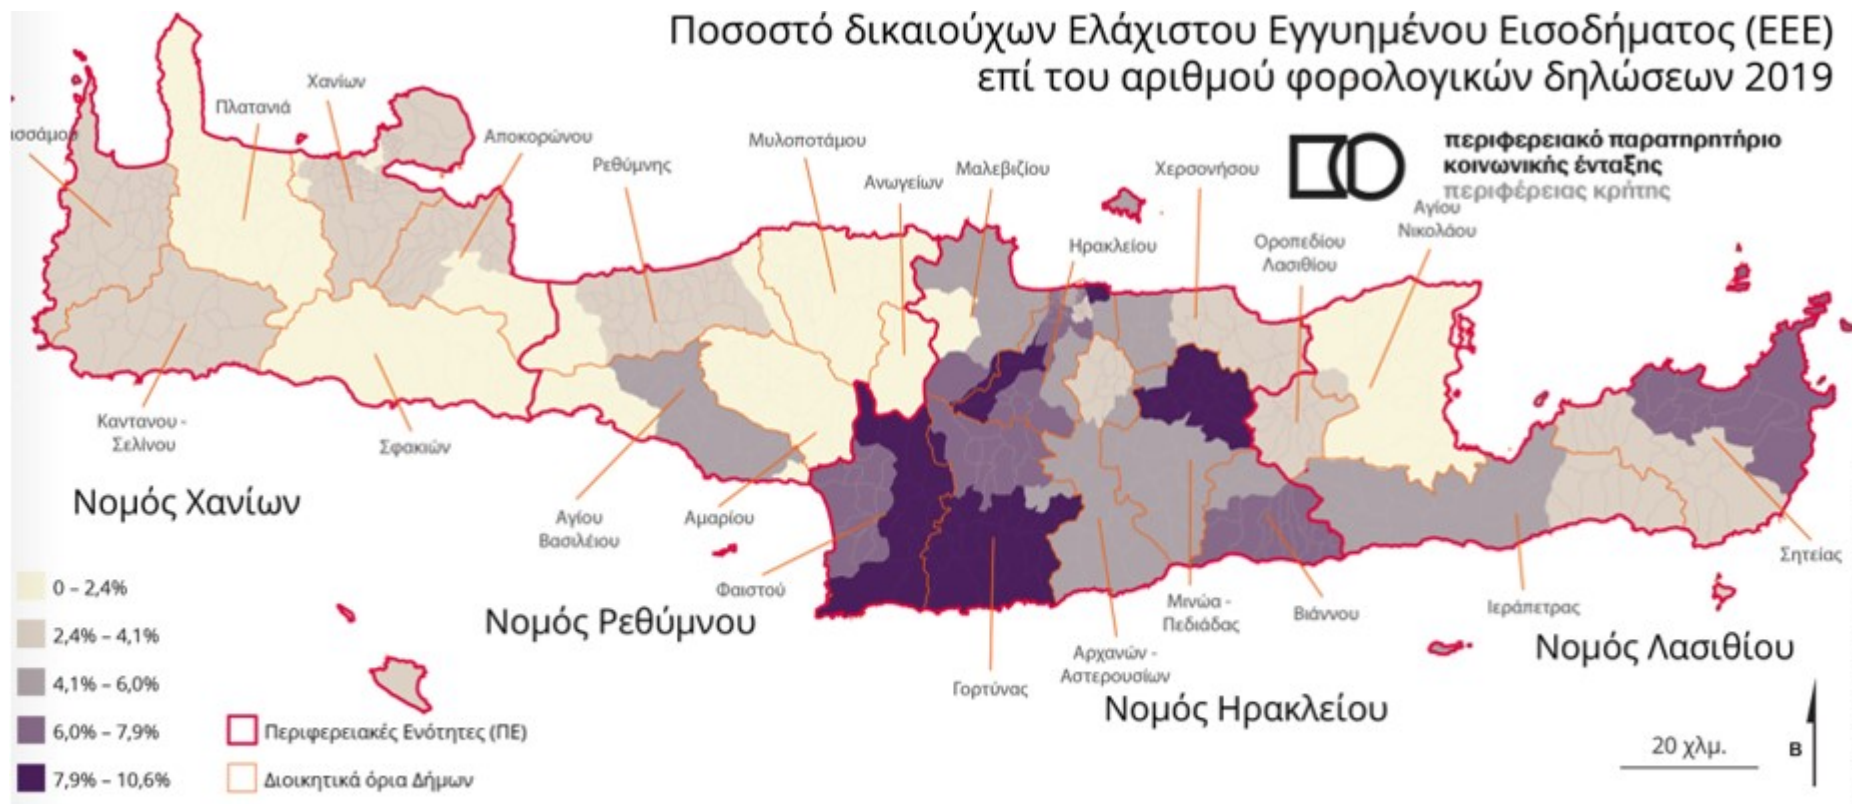 Ποσοστό δικαιούχων Ελάχιστου Εγγυημένου Εισοδήματος (ΕΕΕ)
επί του αριθμού φορολογικών δηλώσεων 2019
περιφερειακό παρατηρητήριο
κοινωνικής ένταξης
περιφέρειας κρήτης
Χανίων
Πλατανιά
ισσάμου
Αποκορώνου
Ρεθύμνης
Μυλοποτάμου
Ανωγείων
Μαλεβιζίου
Ηρακλείου
Χερσονήσου
Οροπεδίου
Λασιθίου
Αγίου
Νικολάου
Καντανου -
Σελίνου
Σφακιών
Αγίου
Βασιλέιου
Αμαρίου
Φαιστού
Γορτύνας
Αρχανών -
Αστερουσίων
Μινώα -
Πεδιάδας
Βιάννου
Ιεράπετρας
Σητείας
Νομός Χανίων
Νομός Ρεθύμνου
Νομός Ηρακλείου
Νομός Λασιθίου
0 – 2,4%
2,4% – 4,1%
4,1% – 6,0%
6,0% – 7,9%
7,9% – 10,6%
Περιφερειακές Ενότητες (ΠΕ)
Διοικητικά όρια Δήμων
20 χλμ.
Β